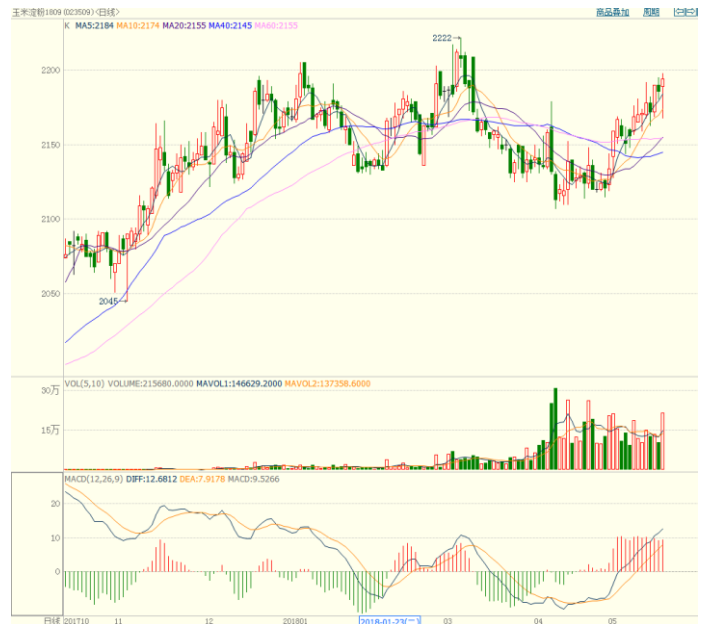 玉米淀粉1809 (023509)<日线> 商品叠加 周期
K MA5:2184 MA10:2174 MA20:2155 MA40:2145 MA60:2155
2222→
2200
2150
2100
2050
2045→
VOL(5,10) VOLUME:215680.0000 MAVOL1:146629.2000 MAVOL2:137358.6000
30万
15万
MACD(12,26,9) DIFF:12.6812 DEA:7.9178 MACD:9.5266
20
10
0
日线 201710 11 12 201801 2018-01-23(二) 03 04 05